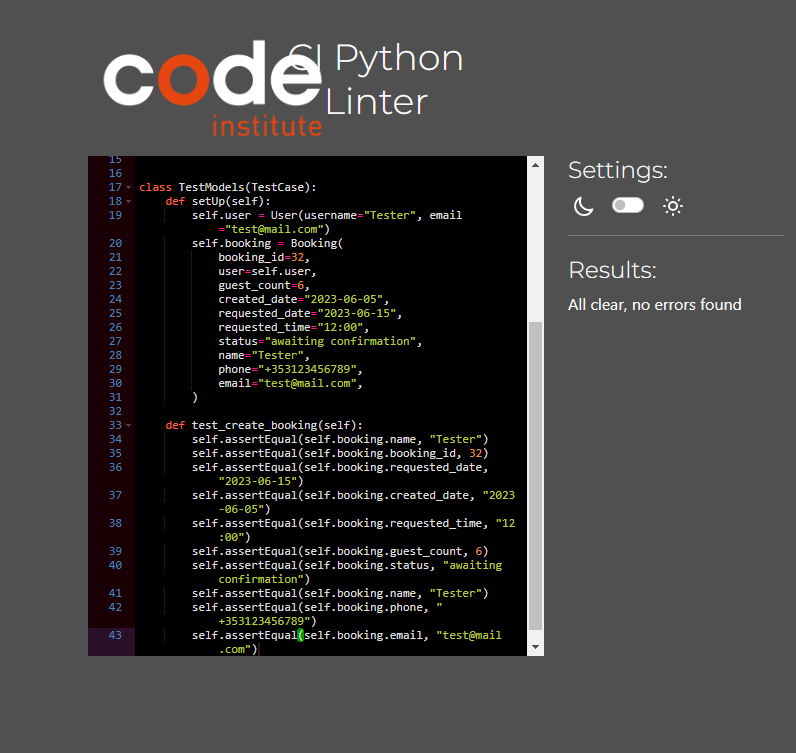 code
institute
CI Python
Linter
15
16
17 class TestModels(TestCase):
18 def setUp(self):
19 self.user = User(username="Tester", email
="test@mail.com")
20 self.booking = Booking(
21 booking_id=32,
22 user=self.user,
23 guest_count=6,
24 created_date="2023-06-05",
25 requested_date="2023-06-15",
26 requested_time="12:00",
27 status="awaiting confirmation",
28 name="Tester",
29 phone="+353123456789",
30 email="test@mail.com",
31 )
32
33 def test_create_booking(self):
34 self.assertEqual(self.booking.name, "Tester")
35 self.assertEqual(self.booking.booking_id, 32)
36 self.assertEqual(self.booking.requested_date,
"2023-06-15")
37 self.assertEqual(self.booking.created_date, "2023
-06-05")
38 self.assertEqual(self.booking.requested_time, "12
:00")
39 self.assertEqual(self.booking.guest_count, 6)
40 self.assertEqual(self.booking.status, "awaiting
confirmation")
41 self.assertEqual(self.booking.name, "Tester")
42 self.assertEqual(self.booking.phone, "
+353123456789")
43 self.assertEqual(self.booking.email, "test@mail
.com")
Settings:
Results:
All clear, no errors found